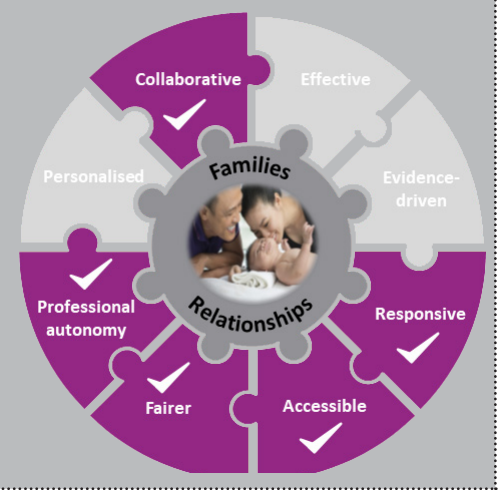 Collaborative
Effective
Personalised
Evidence-
driven
Families
Relationships
Professional
autonomy
Responsive
Fairer
Accessible